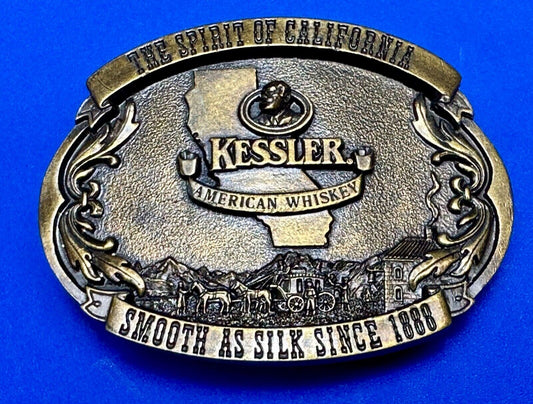 THE SPIRIT OF CALIFORNIA
KESSLER.
AMERICAN WHISKEY
SMOOTH AS SILK SINCE 1888